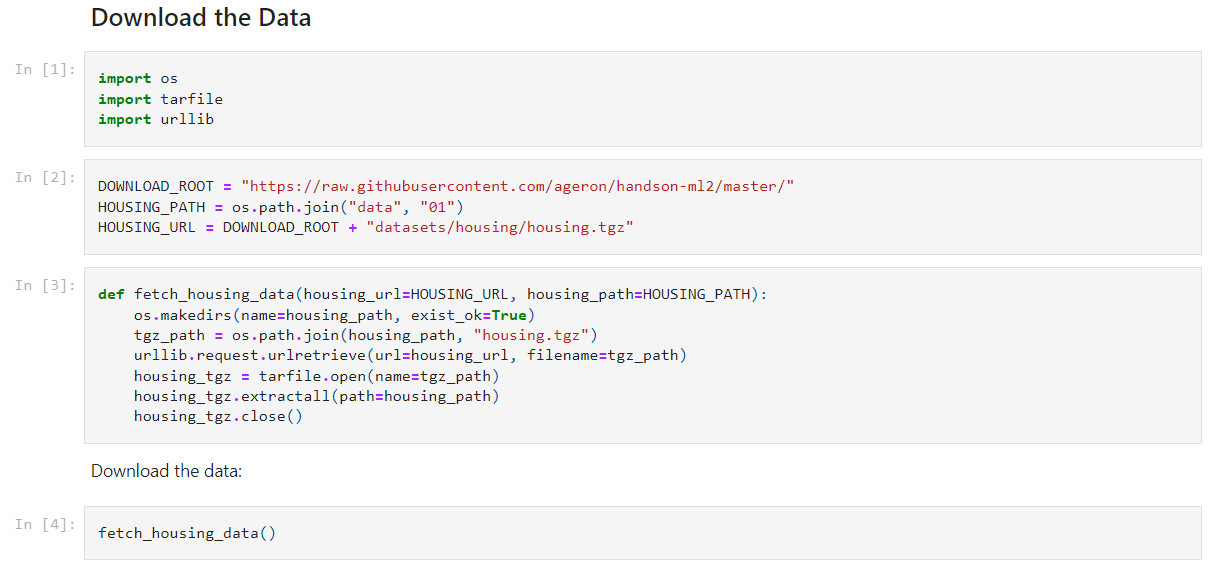 Download the Data
In [1]:
import os
import tarfile
import urllib
In [2]:
DOWNLOAD_ROOT = "https://raw.githubusercontent.com/ageron/handson-ml2/master/"
HOUSING_PATH = os.path.join("data", "01")
HOUSING_URL = DOWNLOAD_ROOT + "datasets/housing/housing.tgz"
In [3]:
def fetch_housing_data(housing_url=HOUSING_URL, housing_path=HOUSING_PATH):
    os.makedirs(name=housing_path, exist_ok=True)
    tgz_path = os.path.join(housing_path, "housing.tgz")
    urllib.request.urlretrieve(url=housing_url, filename=tgz_path)
    housing_tgz = tarfile.open(name=tgz_path)
    housing_tgz.extractall(path=housing_path)
    housing_tgz.close()
Download the data:
In [4]:
fetch_housing_data()